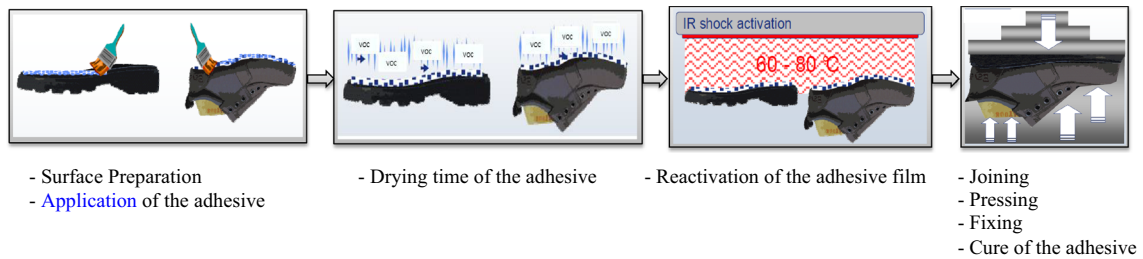 VOC
VOC
VOC
VOC
VOC
VOC
VOC
IR shock activation
60 - 80 ℃
- Surface Preparation
- Application of the adhesive
- Drying time of the adhesive
- Reactivation of the adhesive film
- Joining
- Pressing
- Fixing
- Cure of the adhesive